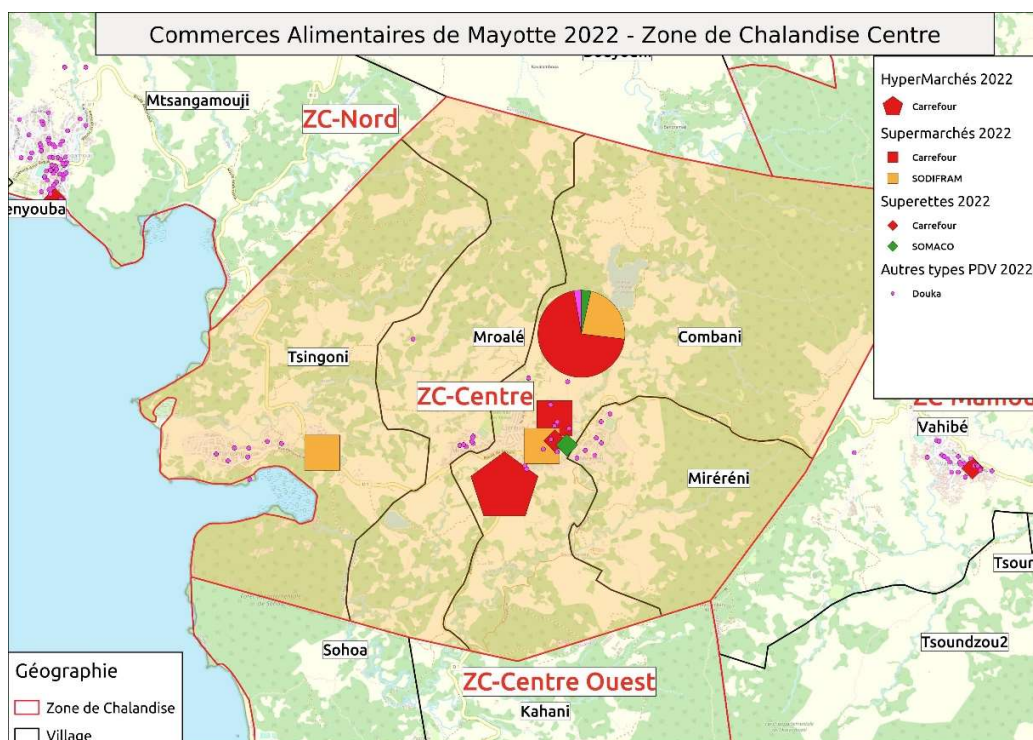 Commerces Alimentaires de Mayotte 2022 - Zone de Chalandise Centre
HyperMarchés 2022
Carrefour
Supermarchés 2022
Carrefour
SODIFRAM
Superettes 2022
Carrefour
SOMACO
Autres types PDV 2022
Douka
Mtsangamouji
ZC-Nord
enyouba
Tsingoni
Mroalé
Combani
ZC-Centre
Miréréni
Vahibé
Tsoundzou2
Sohoa
ZC-Centre Ouest
Kahani
Géographie
Zone de Chalandise
Village